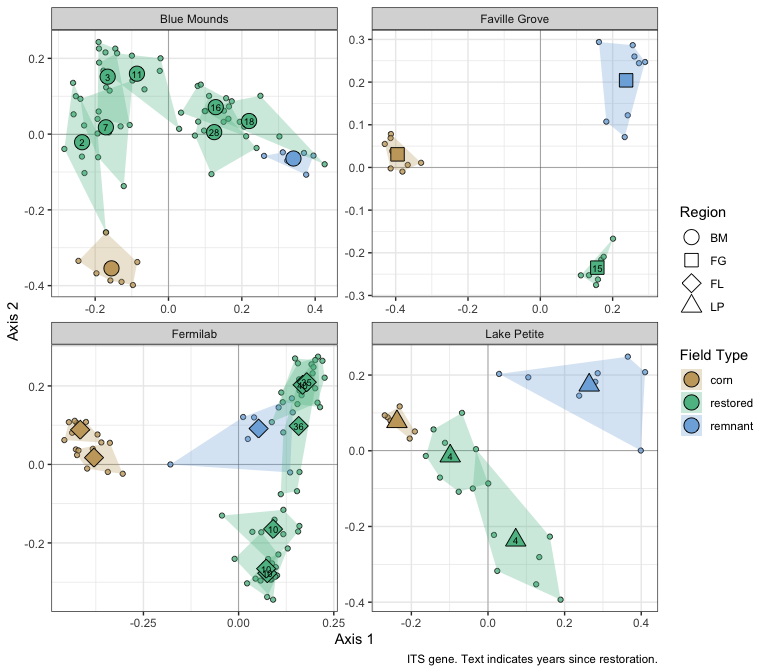 Blue Mounds
Faville Grove
0.2
0.0
-0.2
-0.4
3
11
7
2
16
18
28
-0.2
0.0
0.2
0.4
0.3
0.2
0.1
0.0
-0.1
-0.2
-0.3
15
-0.4
-0.2
0.0
0.2
Axis 2
Fermilab
Lake Petite
0.2
0.0
-0.2
36
10
-0.25
0.00
0.25
0.2
0.0
-0.2
-0.4
4
4
-0.2
0.0
0.2
0.4
Axis 1
Region
BM
FG
FL
LP
Field Type
corn
restored
remnant
ITS gene. Text indicates years since restoration.